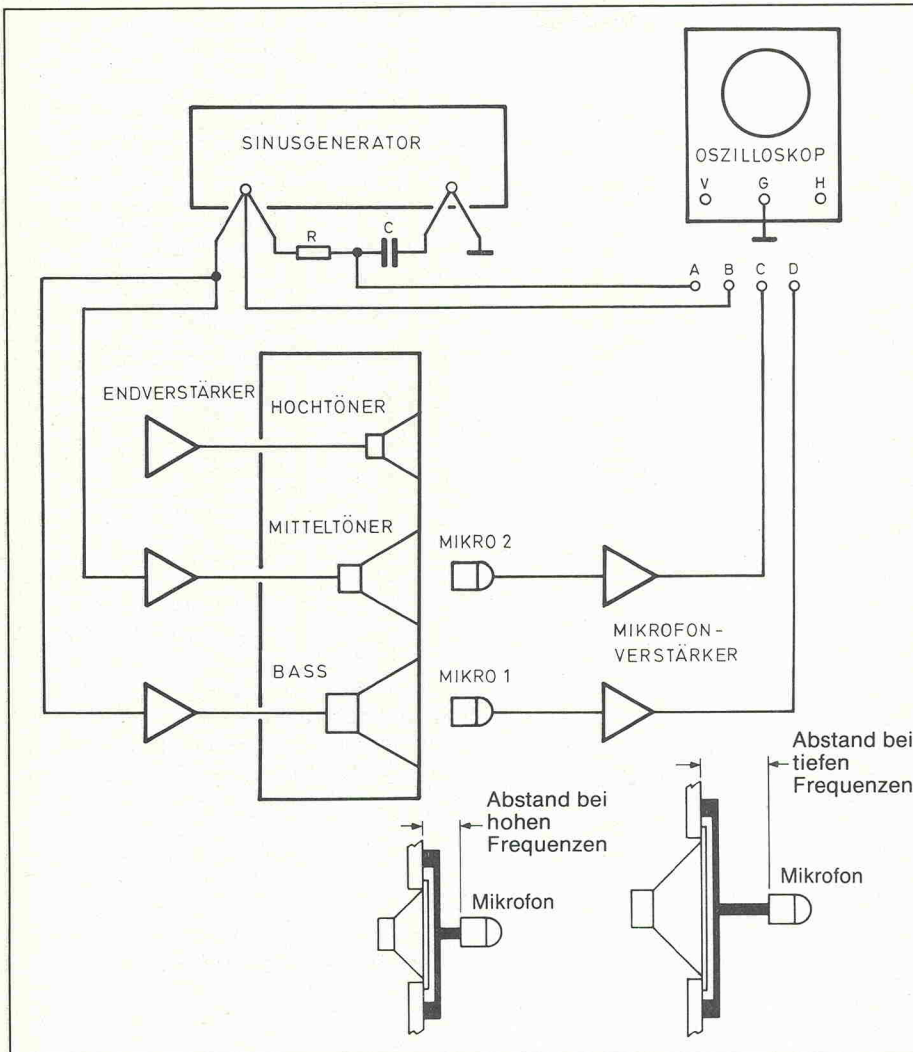 SINUSGENERATOR
OSZILLOSKOP
V G H
R C
A B C D
ENDVERSTÄRKER
HOCHTÖNER
MITTELTÖNER
MIKRO 2
BASS
MIKRO 1
MIKROFON-
VERSTÄRKER
Abstand bei
hohen
Frequenzen
Mikrofon
Abstand bei
tiefen
Frequenzen
Mikrofon